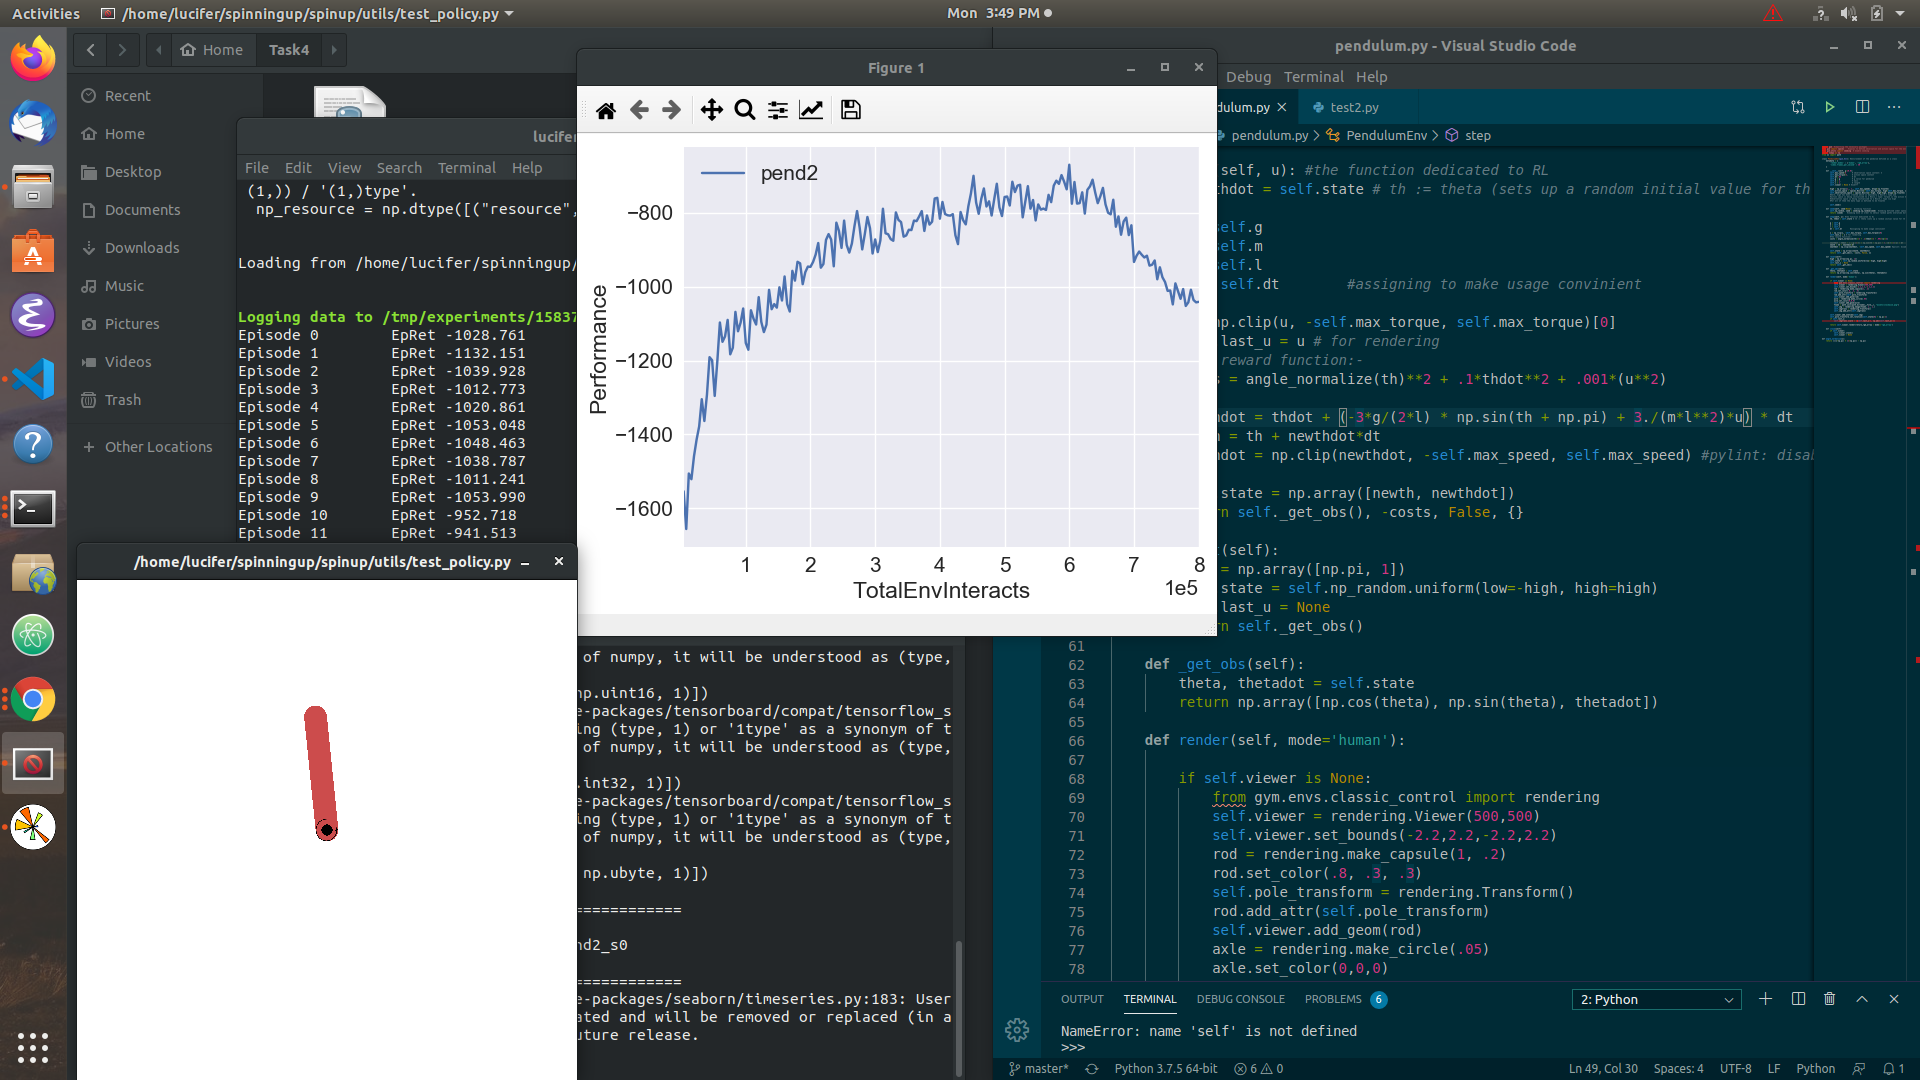 Activities
/home/lucifer/spinningup/spinup/utils/test_policy.py
Mon 3:49 PM
Home
Task4
Recent
Home
Desktop
Documents
Downloads
Music
Pictures
Videos
Trash
Other Locations
lucife
File Edit View Search Terminal Help
(1,)) / '(1,)type'.
np_resource = np.dtype([("resource",
Loading from /home/lucifer/spinningup/
Logging data to /tmp/experiments/15837
Episode 0 EpRet -1028.761
Episode 1 EpRet -1132.151
Episode 2 EpRet -1039.928
Episode 3 EpRet -1012.773
Episode 4 EpRet -1020.861
Episode 5 EpRet -1053.048
Episode 6 EpRet -1048.463
Episode 7 EpRet -1038.787
Episode 8 EpRet -1011.241
Episode 9 EpRet -1053.990
Episode 10 EpRet -952.718
Episode 11 EpRet -941.513
/home/lucifer/spinningup/spinup/utils/test_policy.py
Figure 1
pend2
Performance
−800
−1000
−1200
−1400
−1600
1 2 3 4 5 6 7 8
TotalEnvInteracts
1e5
of numpy, it will be understood as (type,
np.uint16, 1)])
e-packages/tensorboard/compat/tensorflow_s
ing (type, 1) or '1type' as a synonym of t
of numpy, it will be understood as (type,
.int32, 1)])
e-packages/tensorboard/compat/tensorflow_s
ing (type, 1) or '1type' as a synonym of t
of numpy, it will be understood as (type,
np.ubyte, 1)])
============
nd2_s0
============
e-packages/seaborn/timeseries.py:183: User
ated and will be removed or replaced (in a
uture release.
pendulum.py - Visual Studio Code
Debug Terminal Help
dulum.py
test2.py
pendulum.py > PendulumEnv > step
self, u): #the function dedicated to RL
hdot = self.state # th := theta (sets up a random initial value for th
self.g
self.m
self.l
self.dt #assigning to make usage convinient
np.clip(u, -self.max_torque, self.max_torque)[0]
last_u = u # for rendering
reward function:-
s = angle_normalize(th)**2 + .1*thdot**2 + .001*(u**2)
hdot = thdot + (-3*g/(2*l) * np.sin(th + np.pi) + 3./(m*l**2)*u) * dt
h = th + newthdot*dt
hdot = np.clip(newthdot, -self.max_speed, self.max_speed) #pylint: disa
state = np.array([newth, newthdot])
n self._get_obs(), -costs, False, {}
t(self):
= np.array([np.pi, 1])
state = self.np_random.uniform(low=-high, high=high)
last_u = None
rn self._get_obs()
61
62 def _get_obs(self):
63 theta, thetadot = self.state
64 return np.array([np.cos(theta), np.sin(theta), thetadot])
65
66 def render(self, mode='human'):
67
68 if self.viewer is None:
69 from gym.envs.classic_control import rendering
70 self.viewer = rendering.Viewer(500,500)
71 self.viewer.set_bounds(-2.2,2.2,-2.2,2.2)
72 rod = rendering.make_capsule(1, .2)
73 rod.set_color(.8, .3, .3)
74 self.pole_transform = rendering.Transform()
75 rod.add_attr(self.pole_transform)
76 self.viewer.add_geom(rod)
77 axle = rendering.make_circle(.05)
78 axle.set_color(0,0,0)
OUTPUT TERMINAL DEBUG CONSOLE PROBLEMS 6
2: Python
NameError: name 'self' is not defined
>>>
master* Python 3.7.5 64-bit 6 0
Ln 49, Col 30 Spaces: 4 UTF-8 LF Python 1